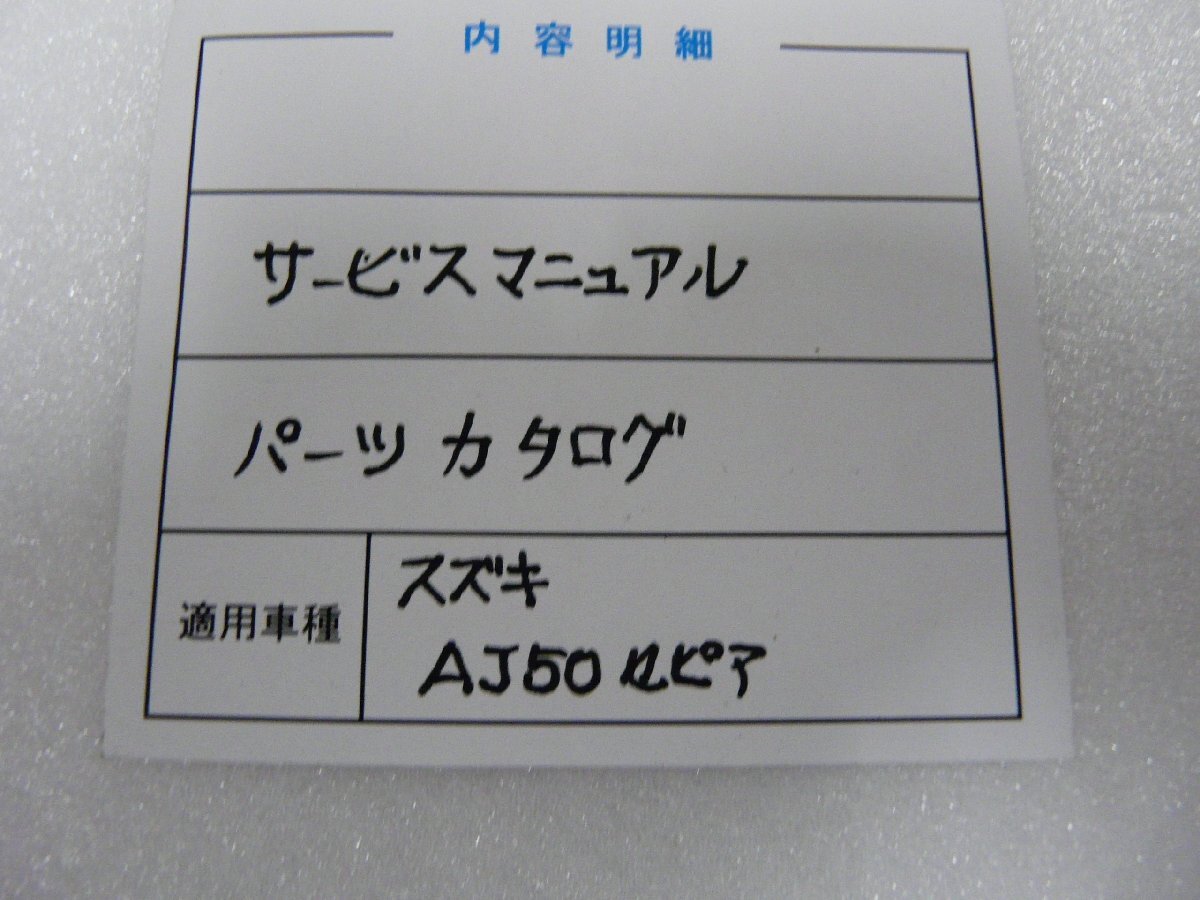 内容明細
サービスマニュアル
パーツ カタログ
適用車種
スズキ
AJ50 セピア